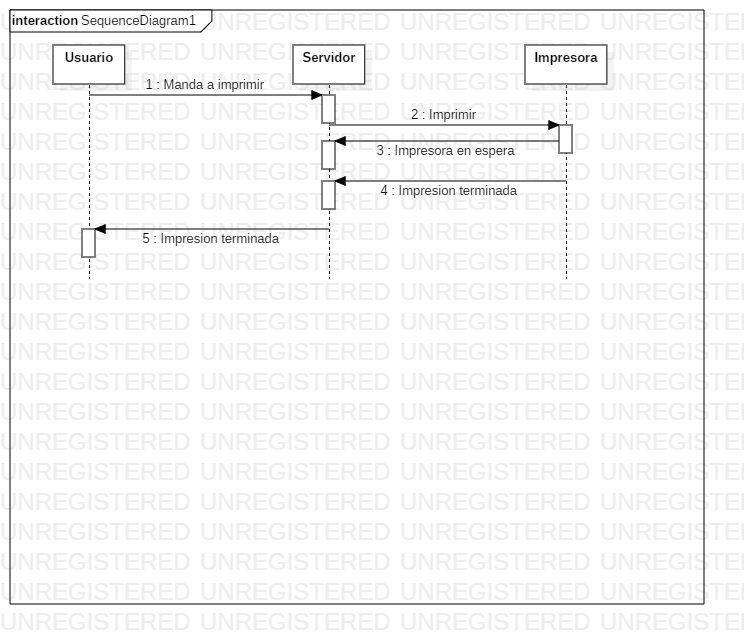 interaction SequenceDiagram1
Usuario
Servidor
Impresora
1 : Manda a imprimir
2 : Imprimir
3 : Impresora en espera
4 : Impresion terminada
5 : Impresion terminada
UNREGISTERED UNREGISTERED UNREGISTERED UNREGISTERED